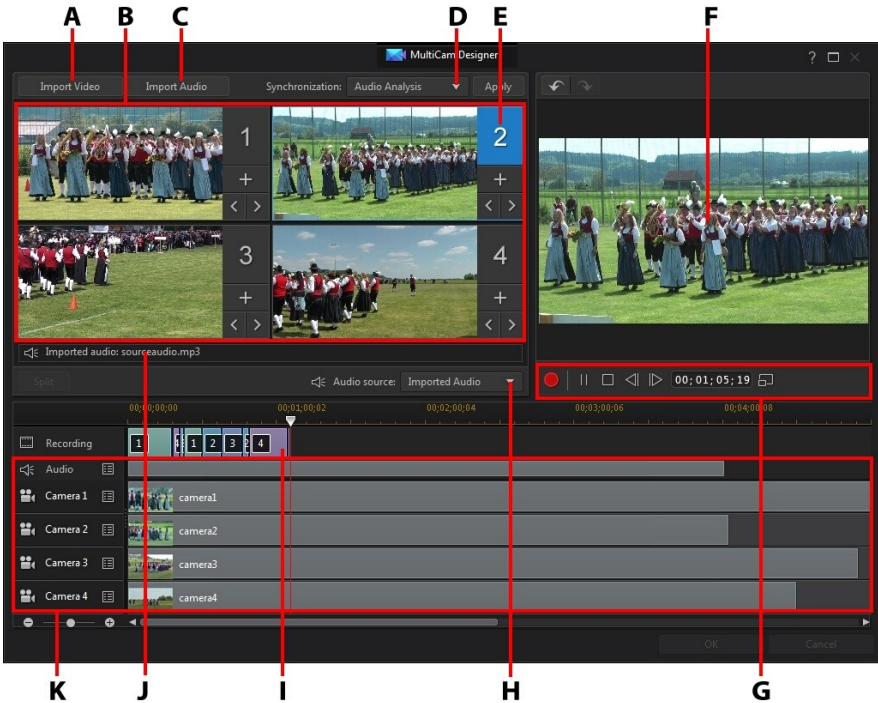 A B C D E F
MultiCam Designer
?
Import Video Import Audio Synchronization: Audio Analysis Apply
1 2
+ +
< > < >
3 4
+ +
< > < >
Imported audio: sourceaudio.mp3
Split Audio source: Imported Audio
00;01;05;19
00;00;00;00 00;01;00;02 00;02;00;04 00;03;00;06 00;04;00;08
Recording 1 4 1 2 3 2 4
Audio
Camera 1 camera1
Camera 2 camera2
Camera 3 camera3
Camera 4 camera4
OK Cancel
K J I H G